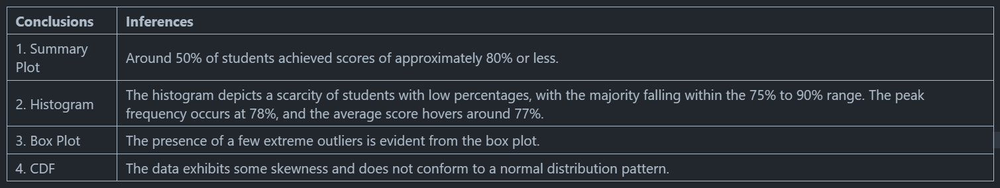 Conclusions Inferences
1. Summary
Plot
Around 50% of students achieved scores of approximately 80% or less.
2. Histogram
The histogram depicts a scarcity of students with low percentages, with the majority falling within the 75% to 90% range. The peak
frequency occurs at 78%, and the average score hovers around 77%.
3. Box Plot
The presence of a few extreme outliers is evident from the box plot.
4. CDF
The data exhibits some skewness and does not conform to a normal distribution pattern.